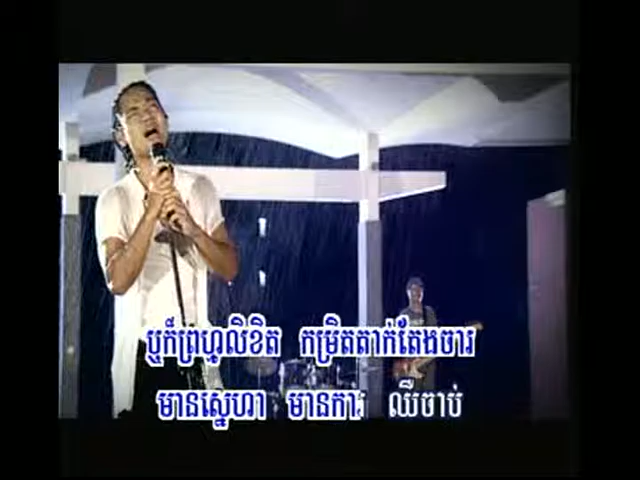 ឬក៏ព្រហ្មលិខិត កម្រិតតាក់តែងចារ
មានស្នេហា មានការ ឈឺចាប់